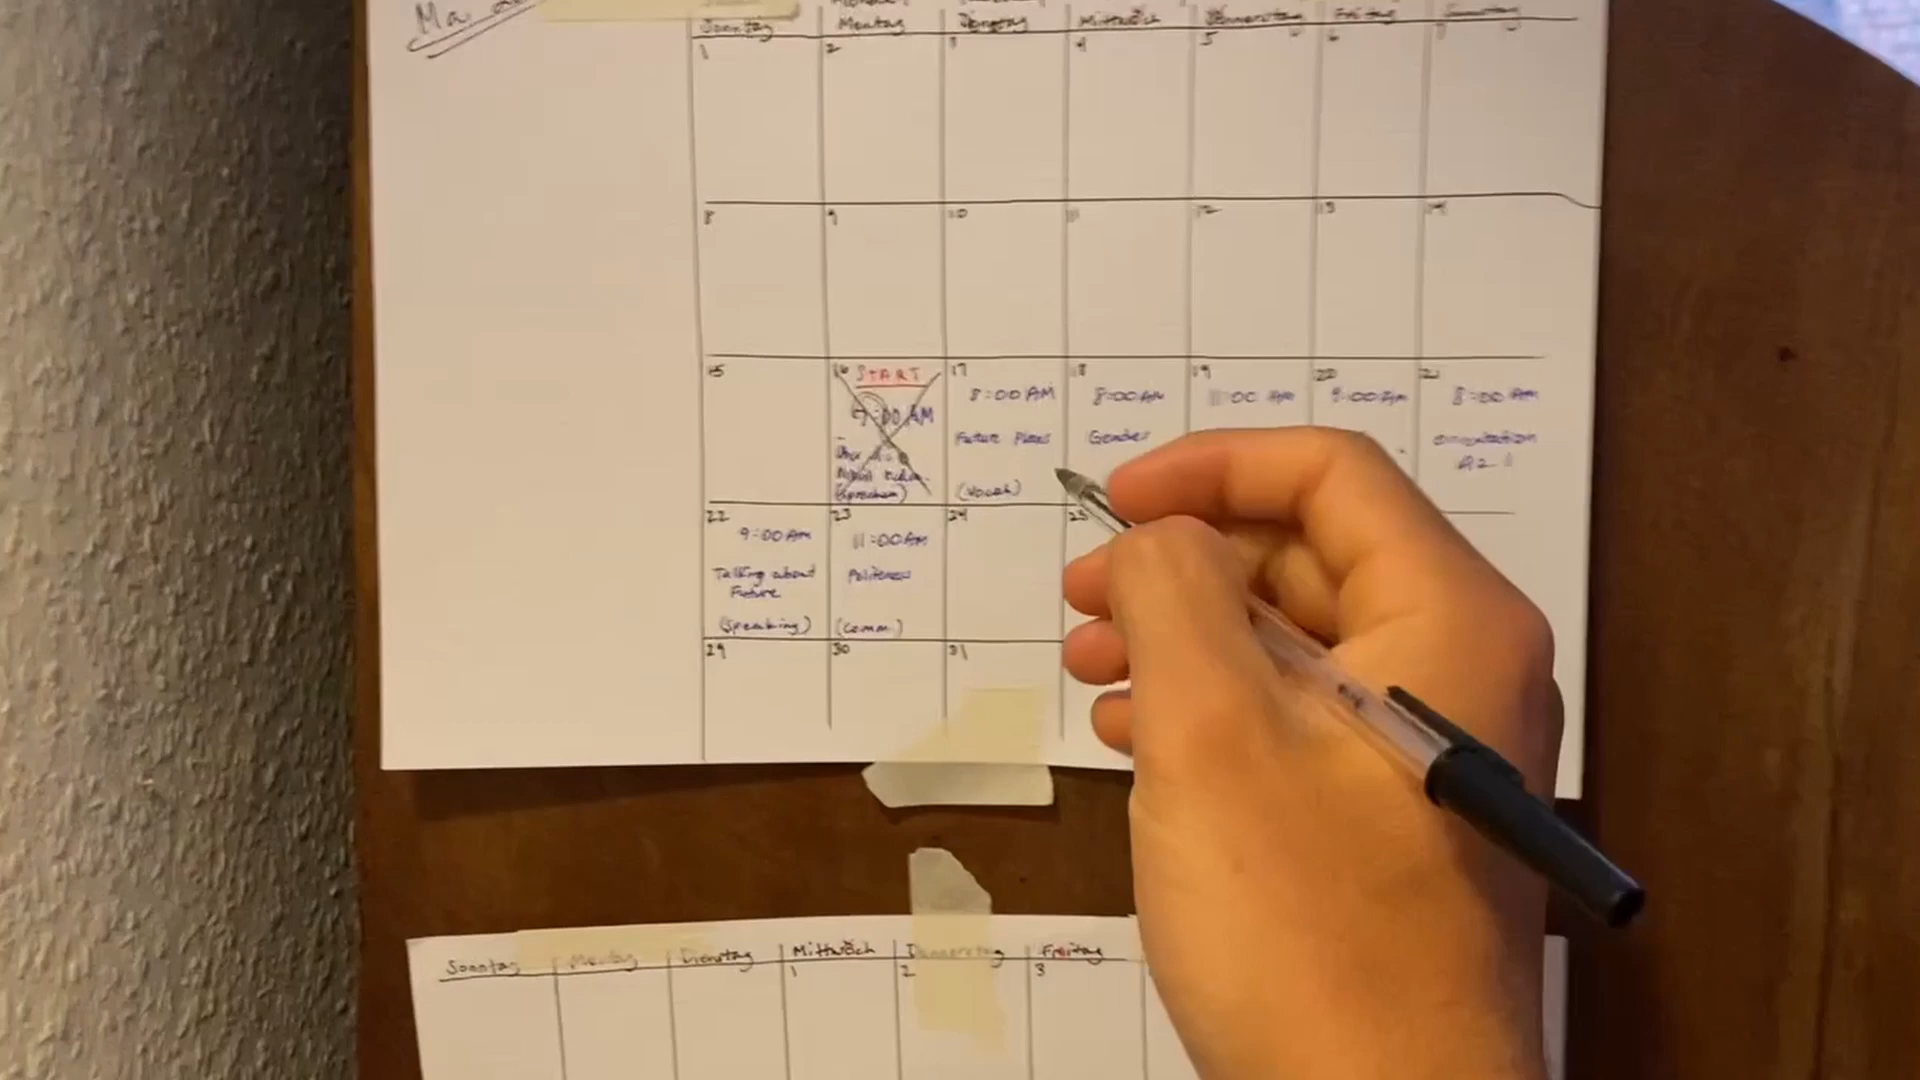 Sonntag Montag Dienstag Mittwoch Donnerstag Freitag
1 2 3 4 5 6 7
8 9 10 11 12 13 14
15 16 START 17 18 19 20 21
9:00 AM 8:00 AM 8:00 AM 11:00 AM 9:00 AM 8:00 AM
Future Plans Gender
A2.1
(Sprechen) (Vocab)
22 23 24 25
9:00 AM 11:00 AM
Talking about Politeness
Future
(Speaking) (Comm.)
29 30 31
Sonntag Montag Dienstag Mittwoch Donnerstag Freitag
1 2 3